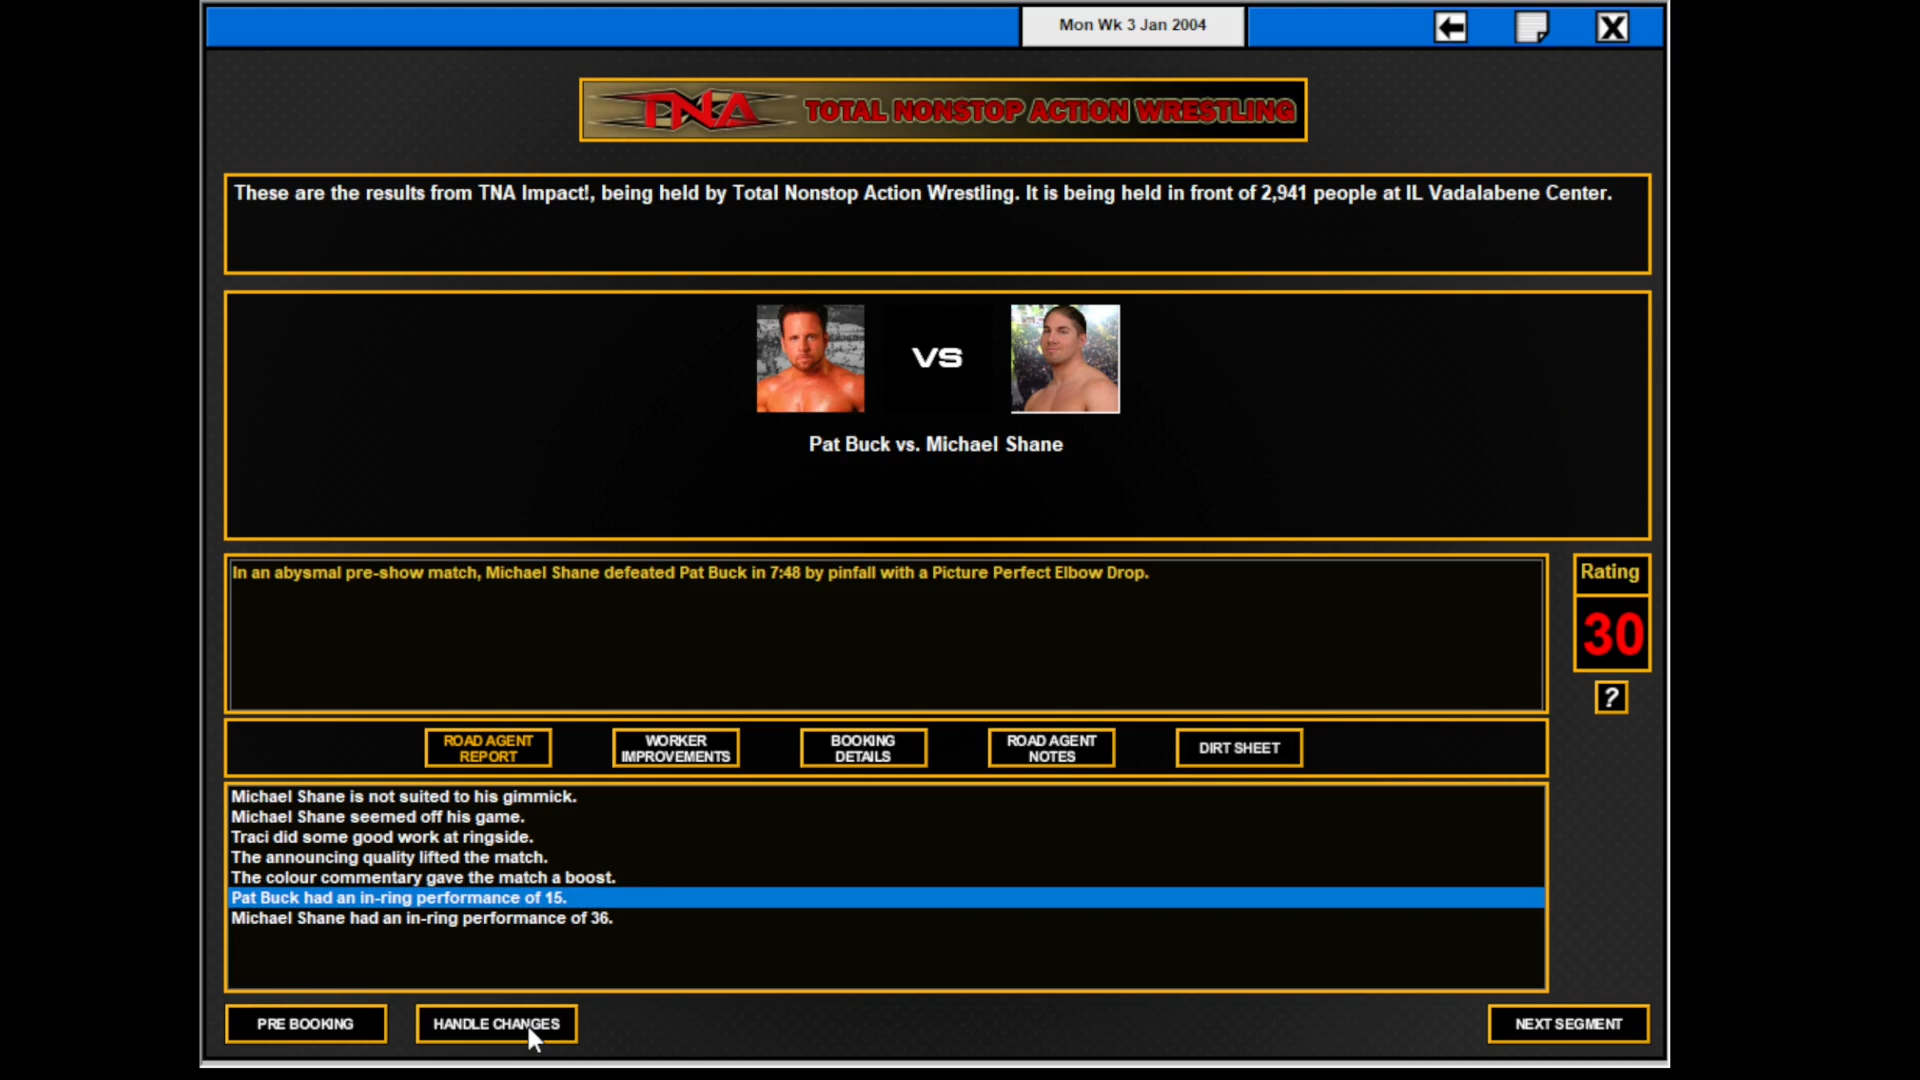 Mon Wk 3 Jan 2004
X
TNA TOTAL NONSTOP ACTION WRESTLING
These are the results from TNA Impact!, being held by Total Nonstop Action Wrestling. It is being held in front of 2,941 people at IL Vadalabene Center.
VS
Pat Buck vs. Michael Shane
In an abysmal pre-show match, Michael Shane defeated Pat Buck in 7:48 by pinfall with a Picture Perfect Elbow Drop.
Rating
30
?
ROAD AGENT REPORT
WORKER IMPROVEMENTS
BOOKING DETAILS
ROAD AGENT NOTES
DIRT SHEET
Michael Shane is not suited to his gimmick.
Michael Shane seemed off his game.
Traci did some good work at ringside.
The announcing quality lifted the match.
The colour commentary gave the match a boost.
Pat Buck had an in-ring performance of 15.
Michael Shane had an in-ring performance of 36.
PRE BOOKING
HANDLE CHANGES
NEXT SEGMENT